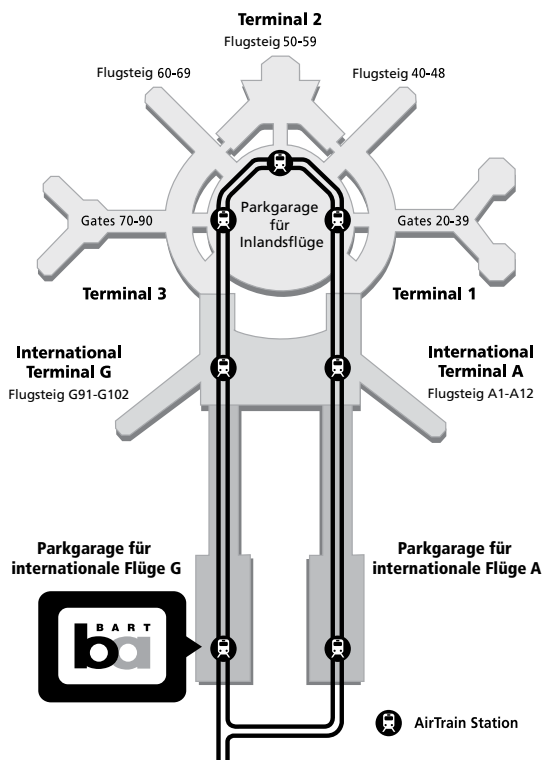 Terminal 2
Flugsteig 50-59
Flugsteig 60-69
Flugsteig 40-48
Gates 70-90
Parkgarage
für
Inlandsflüge
Gates 20-39
Terminal 3
Terminal 1
International
Terminal G
Flugsteig G91-G102
International
Terminal A
Flugsteig A1-A12
Parkgarage für
internationale Flüge G
Parkgarage für
internationale Flüge A
BART
ba
AirTrain Station